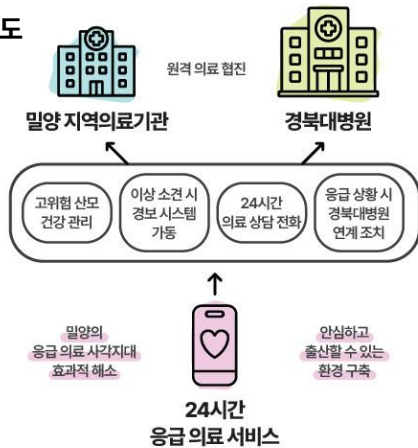 도
원격 의료 협진
밀양 지역의료기관
경북대병원
고위험 산모
건강 관리
이상 소견 시
경보 시스템
가동
24시간
의료 상담 전화
응급 상황 시
경북대병원
연계 조치
밀양의
응급 의료 사각지대
효과적 해소
안심하고
출산할 수 있는
환경 구축
24시간
응급 의료 서비스